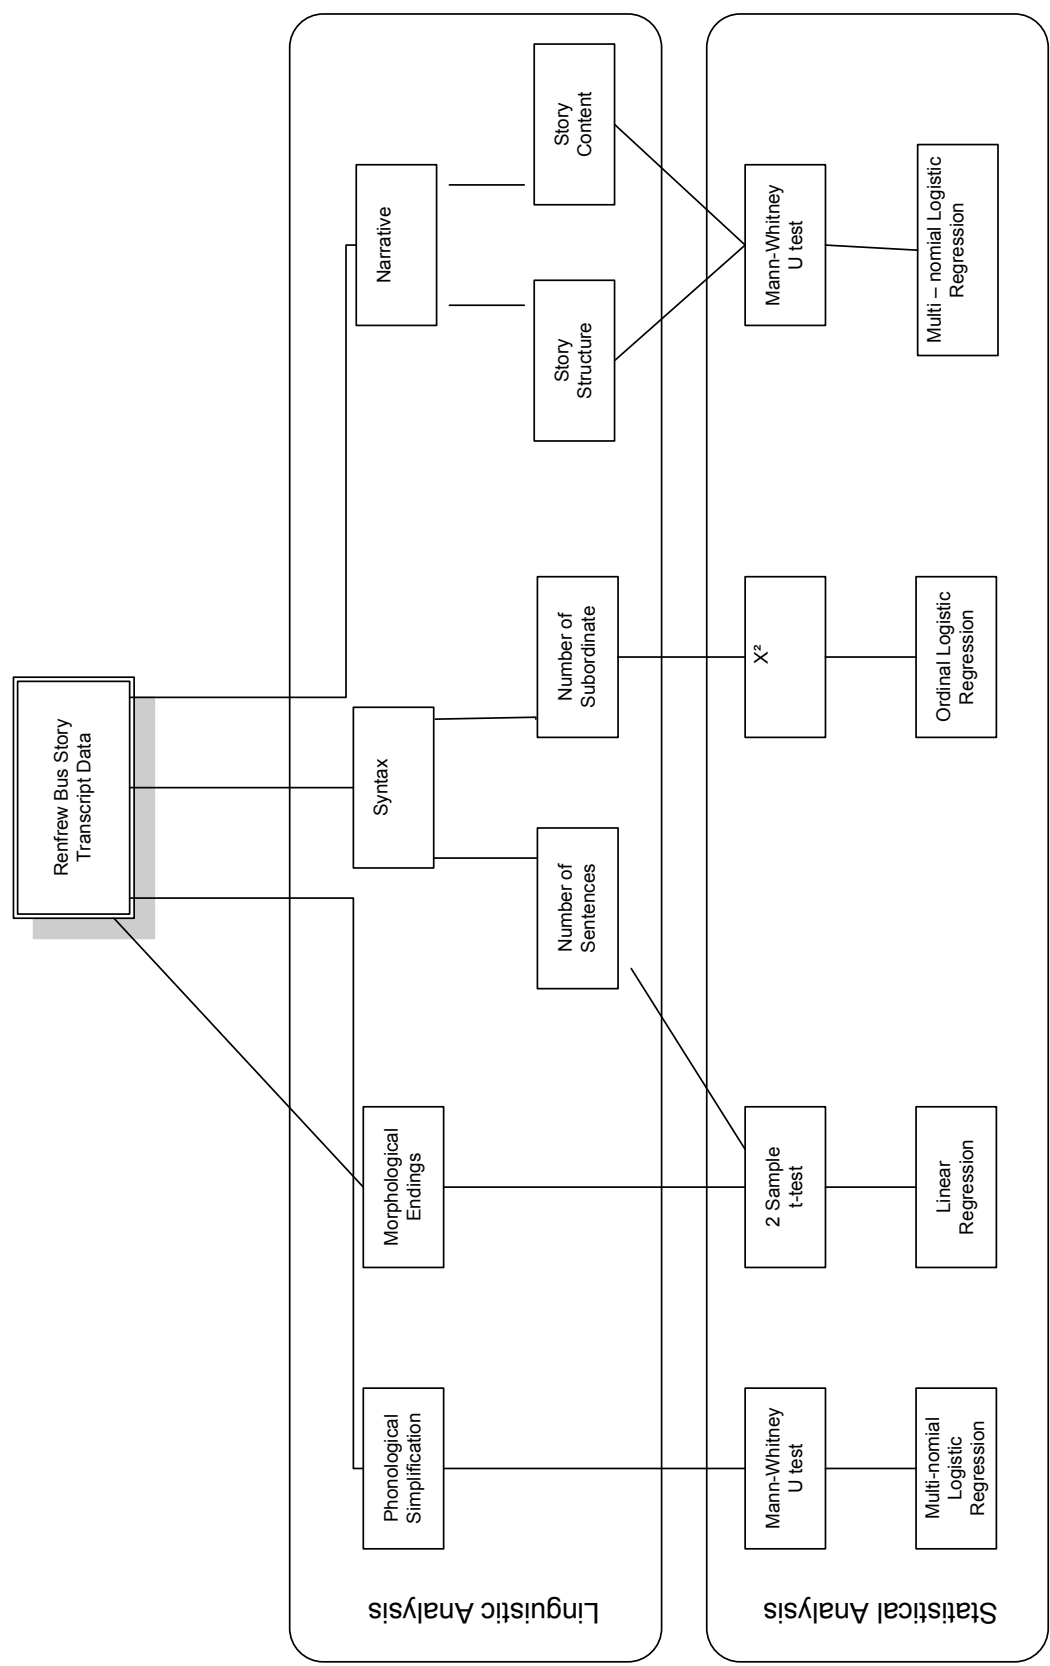 Renfrew Bus Story
Transcript Data
Linguistic Analysis
Phonological
Simplification
Morphological
Endings
Syntax
Narrative
Number of
Sentences
Number of
Subordinate
Story
Structure
Story
Content
Statistical Analysis
Mann-Whitney
U test
2 Sample
t-test
X²
Mann-Whitney
U test
Multi-nomial
Logistic
Regression
Linear
Regression
Ordinal Logistic
Regression
Multi – nomial Logistic
Regression